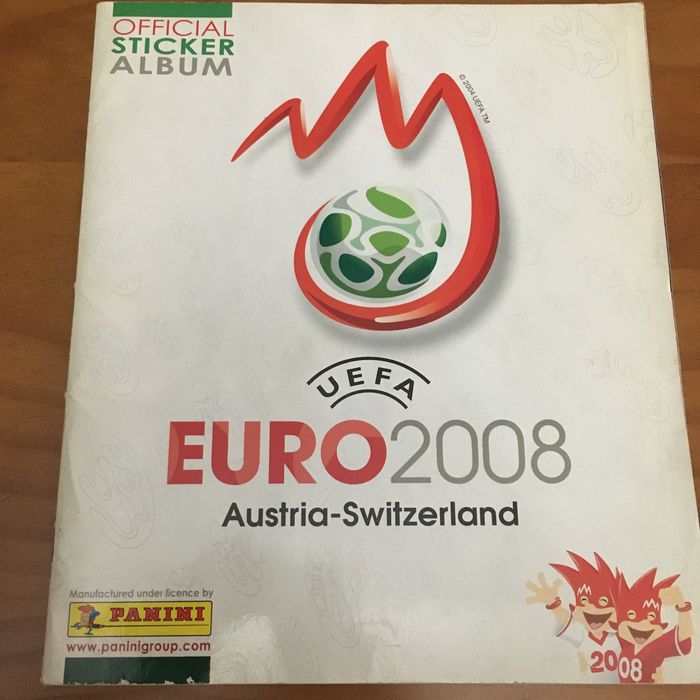 OFFICIAL
STICKER
ALBUM
© 2004 UEFA TM
UEFA
EURO2008
Austria-Switzerland
Manufactured under licence by
PANINI
www.paninigroup.com
2008